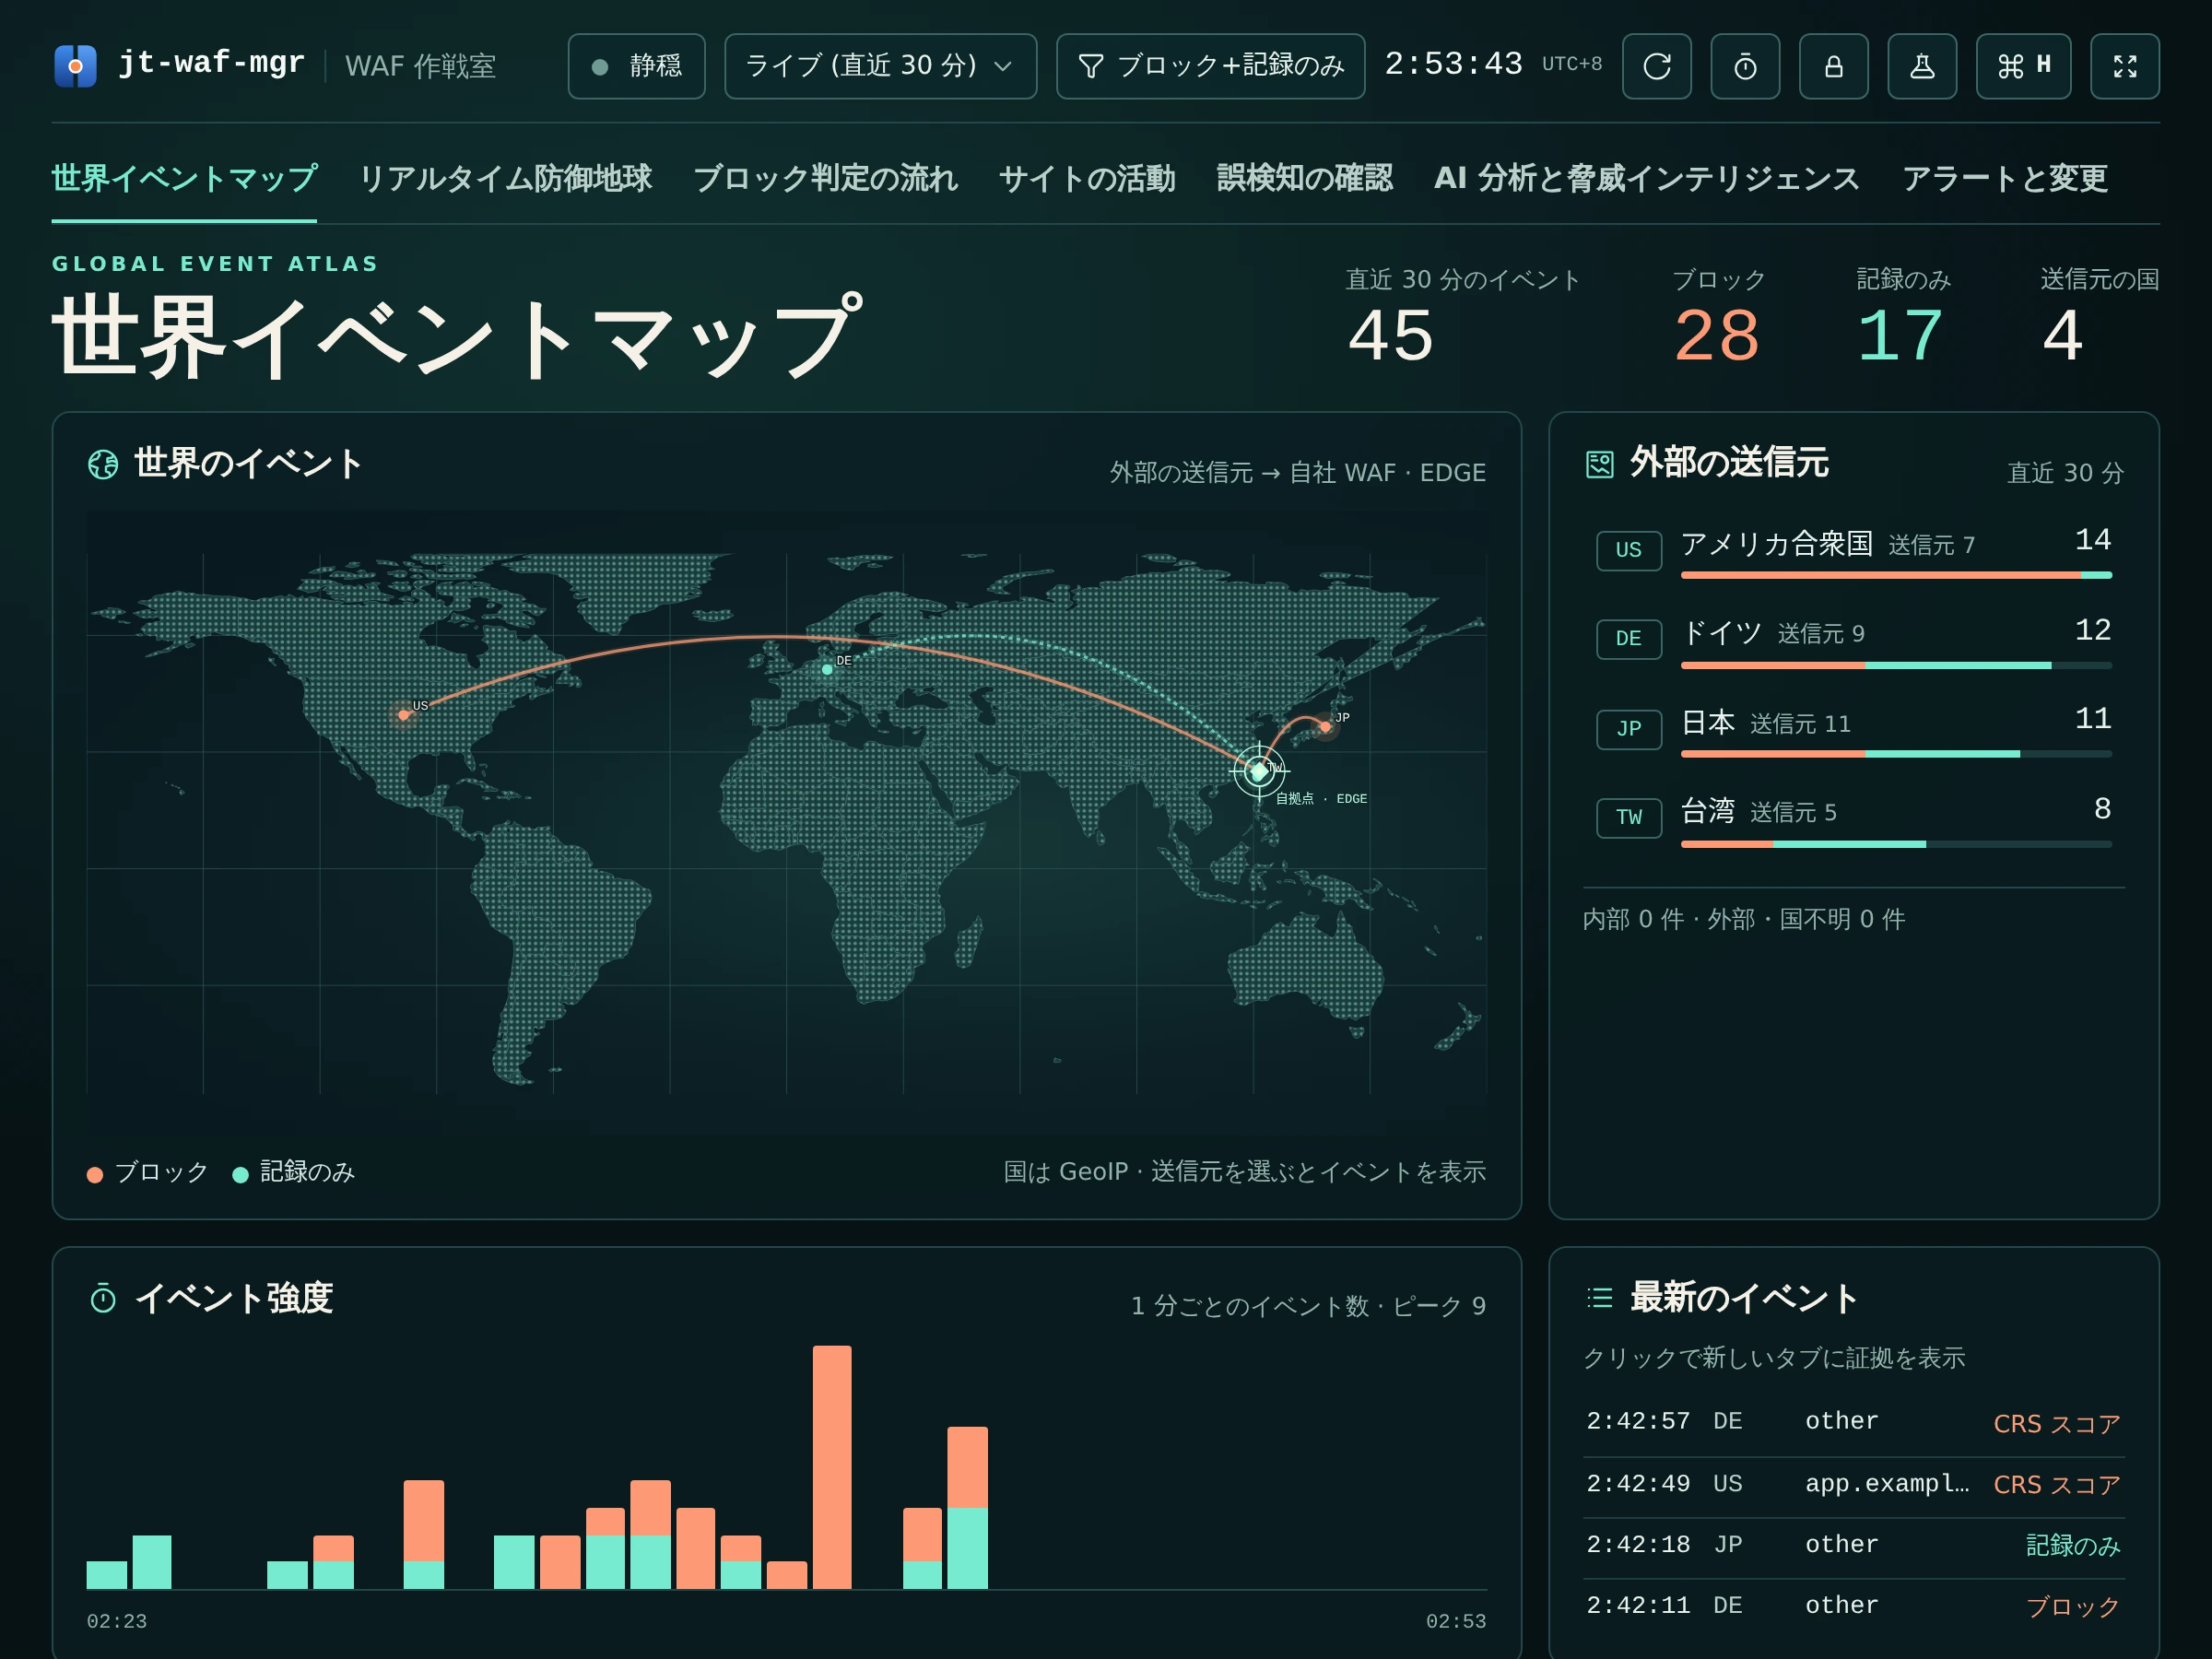 jt-waf-mgr WAF 作戦室 静穏 ライブ (直近 30 分) ブロック+記録のみ 2:53:43 UTC+8 ⌘ H
世界イベントマップ リアルタイム防御地球 ブロック判定の流れ サイトの活動 誤検知の確認 AI 分析と脅威インテリジェンス アラートと変更
GLOBAL EVENT ATLAS
世界イベントマップ
直近 30 分のイベント ブロック 記録のみ 送信元の国
45 28 17 4
世界のイベント
外部の送信元 → 自社 WAF · EDGE
US
DE
JP
TW
自拠点 · EDGE
ブロック 記録のみ
国は GeoIP · 送信元を選ぶとイベントを表示
外部の送信元 直近 30 分
US アメリカ合衆国 送信元 7 14
DE ドイツ 送信元 9 12
JP 日本 送信元 11 11
TW 台湾 送信元 5 8
内部 0 件 · 外部・国不明 0 件
イベント強度
1 分ごとのイベント数 · ピーク 9
02:23 02:53
最新のイベント
クリックで新しいタブに証拠を表示
2:42:57 DE other CRS スコア
2:42:49 US app.exampl… CRS スコア
2:42:18 JP other 記録のみ
2:42:11 DE other ブロック